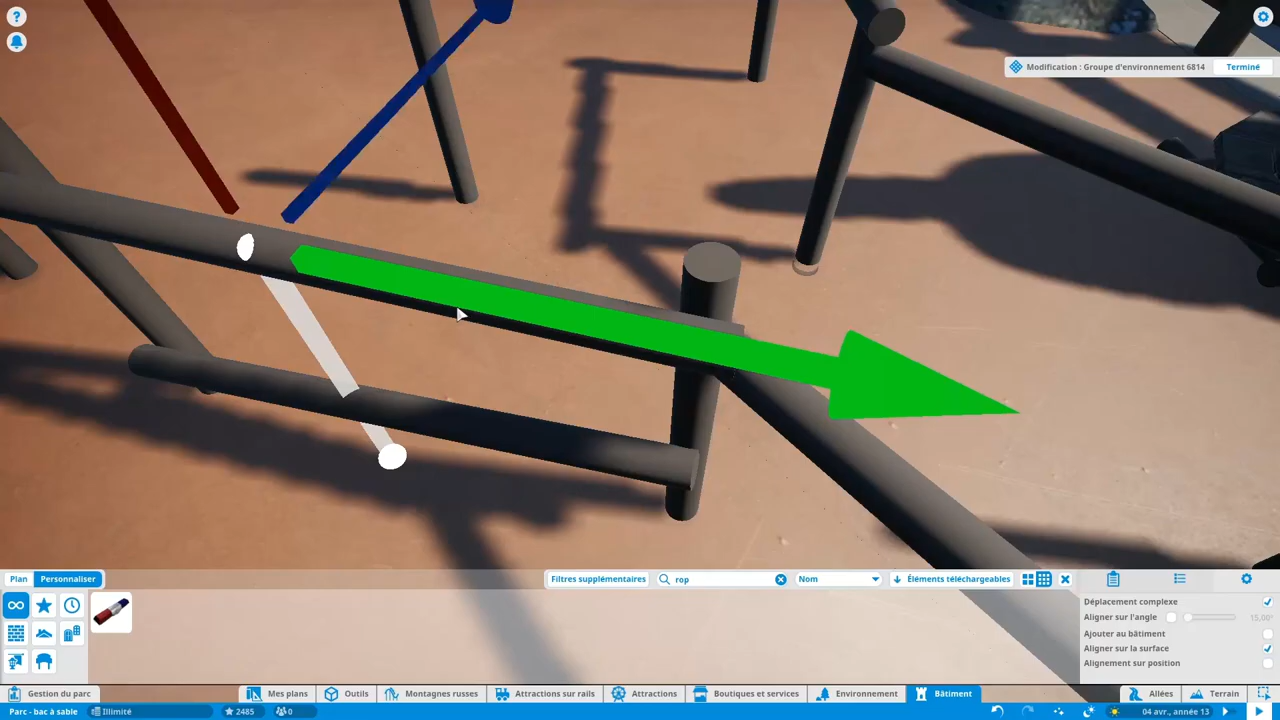 ?
Modification : Groupe d'environnement 6814
Terminé
Plan
Personnaliser
Filtres supplémentaires
rop
Nom
Éléments téléchargeables
Déplacement complexe
Aligner sur l'angle
15,00°
Ajouter au bâtiment
Aligner sur la surface
Alignement sur position
Gestion du parc
Mes plans
Outils
Montagnes russes
Attractions sur rails
Attractions
Boutiques et services
Environnement
Bâtiment
Allées
Terrain
Parc - bac à sable
Illimité
2485
0
04 avr., année 13